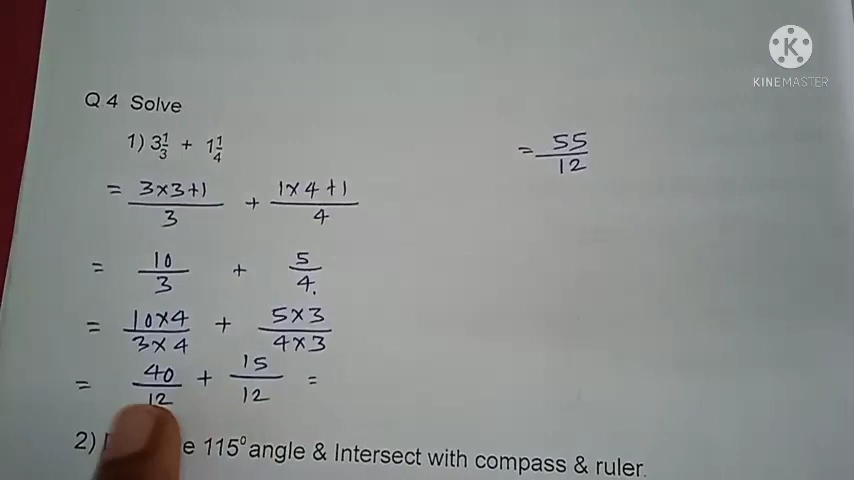 KINEMASTER
Q 4 Solve
1) 3 1/3 + 1 1/4
= 3×3+1/3 + 1×4+1/4
= 10/3 + 5/4.
= 10×4/3×4 + 5×3/4×3
= 40/12 + 15/12 =
= 55/12
2) e 115° angle & Intersect with compass & ruler.